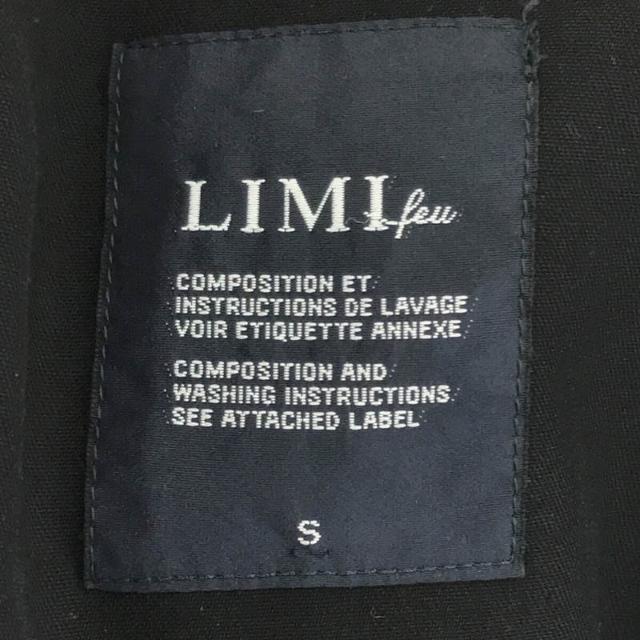 LIMI feu
COMPOSITION ET
INSTRUCTIONS DE LAVAGE
VOIR ETIQUETTE ANNEXE
COMPOSITION AND
WASHING INSTRUCTIONS
SEE ATTACHED LABEL
S